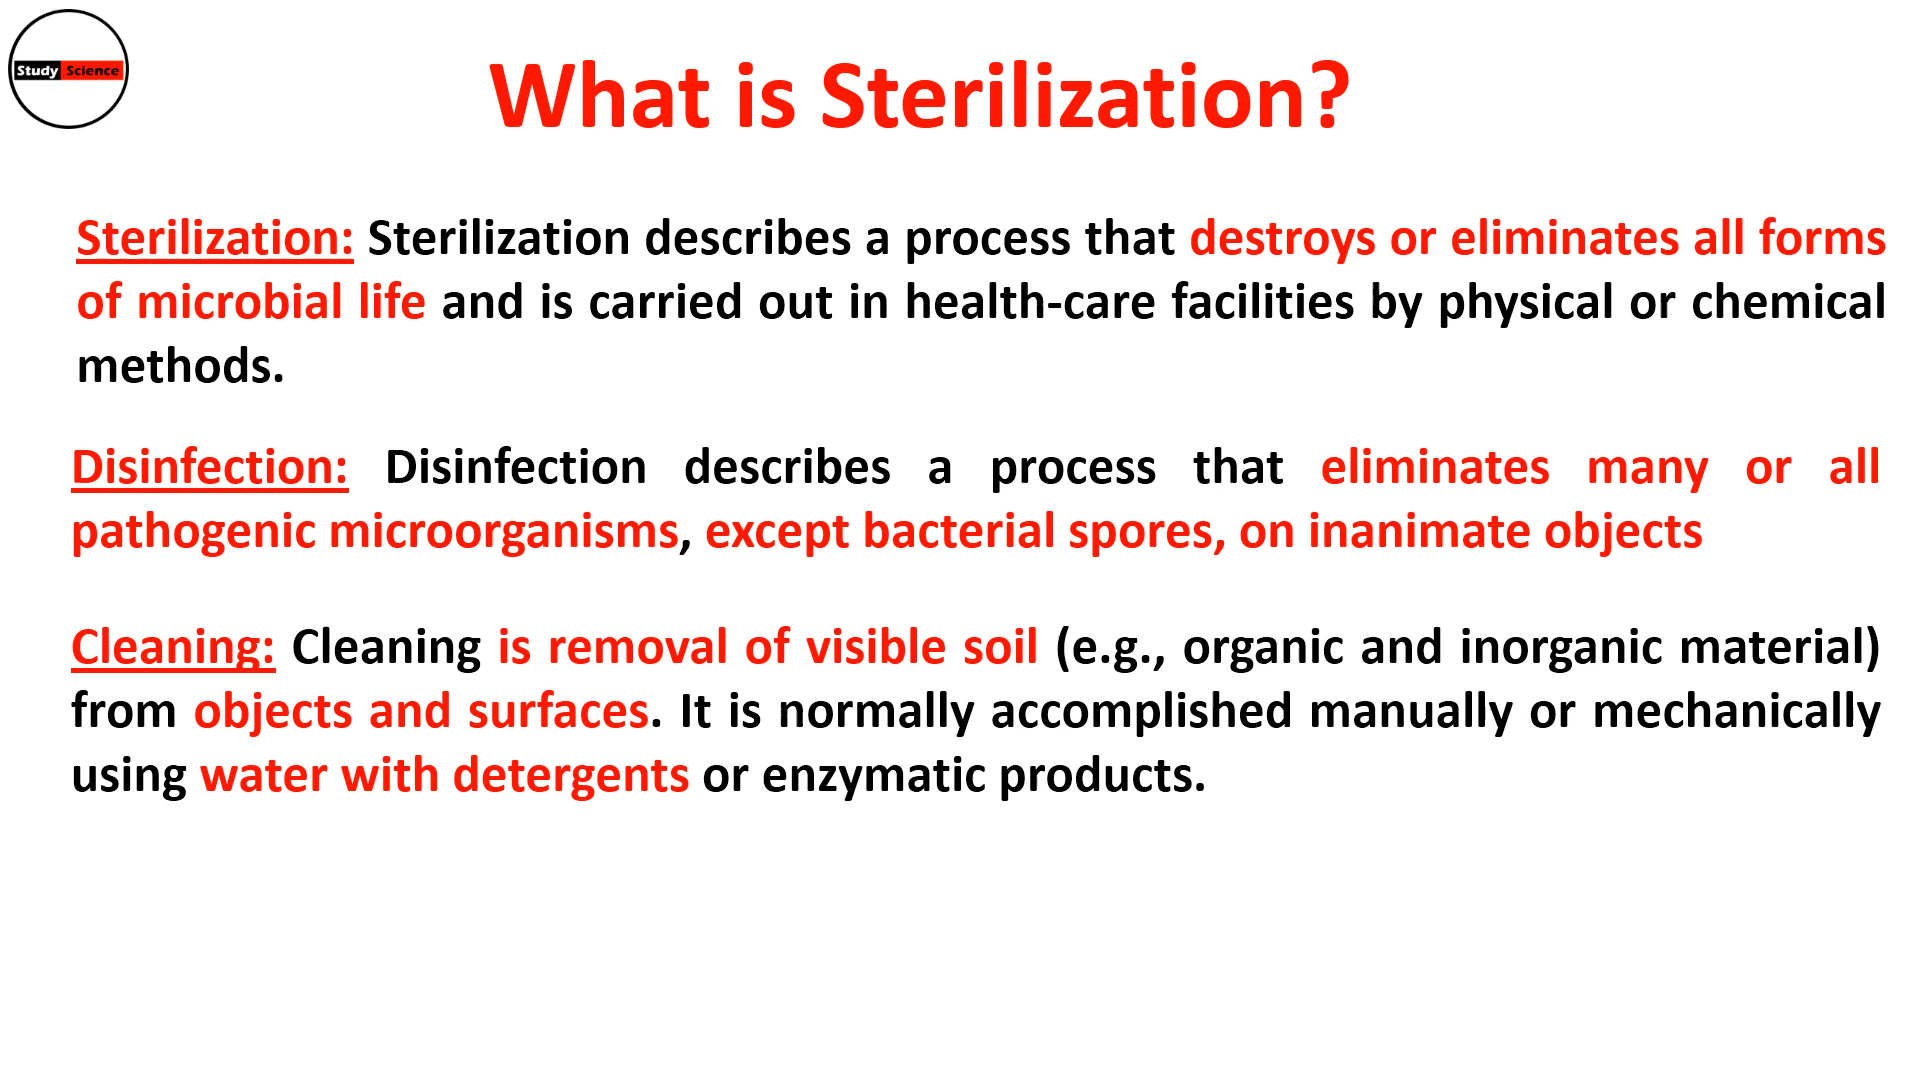 Study Science
What is Sterilization?
Sterilization: Sterilization describes a process that destroys or eliminates all forms
of microbial life and is carried out in health-care facilities by physical or chemical
methods.
Disinfection: Disinfection describes a process that eliminates many or all
pathogenic microorganisms, except bacterial spores, on inanimate objects
Cleaning: Cleaning is removal of visible soil (e.g., organic and inorganic material)
from objects and surfaces. It is normally accomplished manually or mechanically
using water with detergents or enzymatic products.